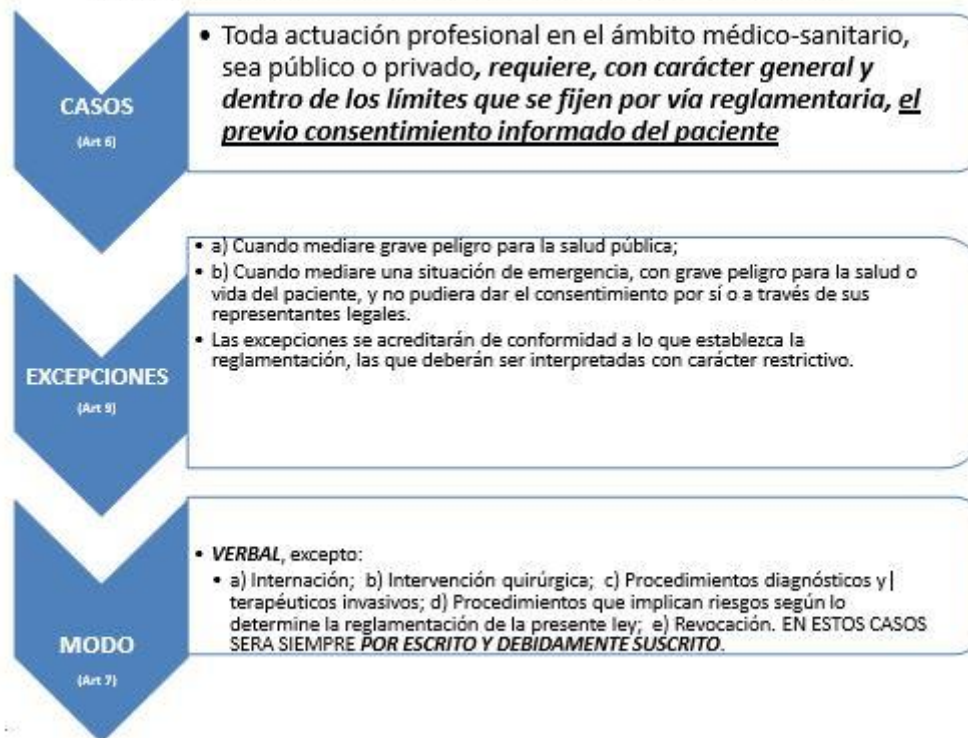 CASOS
(Art 6)
• Toda actuación profesional en el ámbito médico-sanitario,
sea público o privado, requiere, con carácter general y
dentro de los límites que se fijen por vía reglamentaria, el
previo consentimiento informado del paciente
EXCEPCIONES
(Art 9)
• a) Cuando mediare grave peligro para la salud pública;
• b) Cuando mediare una situación de emergencia, con grave peligro para la salud o
vida del paciente, y no pudiera dar el consentimiento por sí o a través de sus
representantes legales.
• Las excepciones se acreditarán de conformidad a lo que establezca la
reglamentación, las que deberán ser interpretadas con carácter restrictivo.
MODO
(Art 7)
• VERBAL, excepto:
• a) Internación; b) Intervención quirúrgica; c) Procedimientos diagnósticos y|
terapéuticos invasivos; d) Procedimientos que implican riesgos según lo
determine la reglamentación de la presente ley; e) Revocación. EN ESTOS CASOS
SERA SIEMPRE POR ESCRITO Y DEBIDAMENTE SUSCRITO.